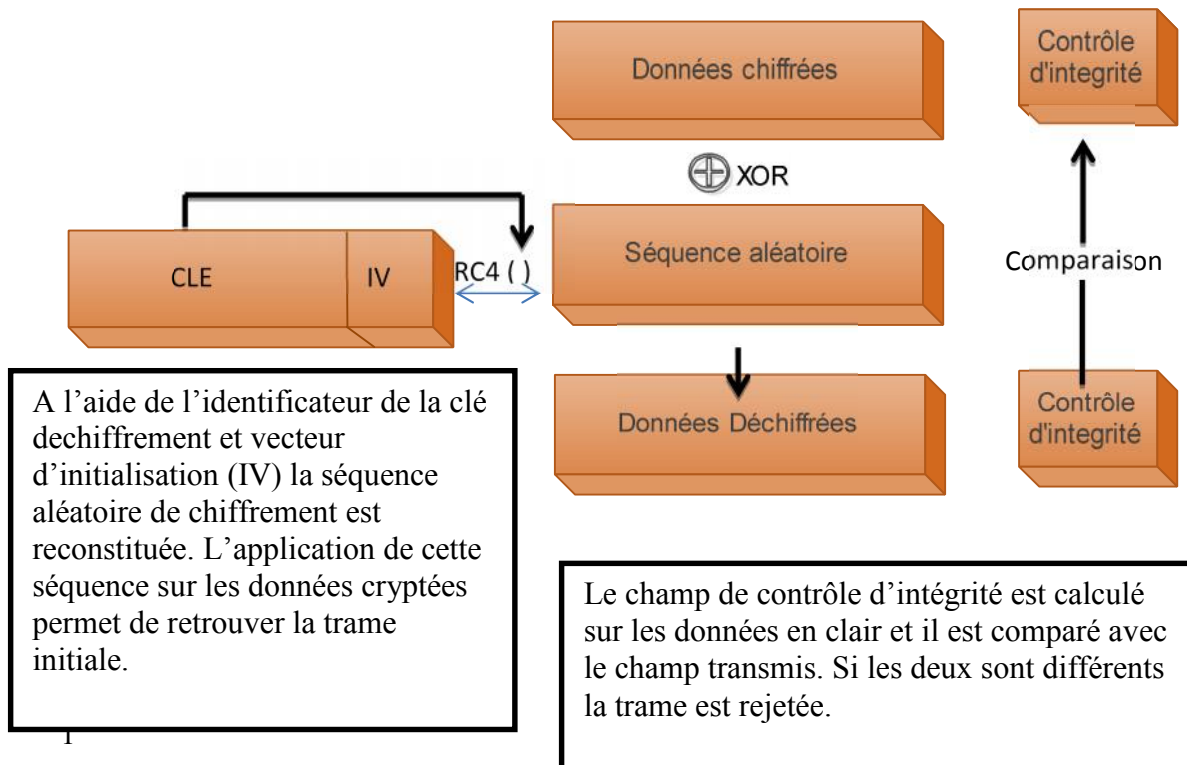 Données chiffrées
Contrôle
d'integrité
XOR
CLE
IV
RC4 ( )
Séquence aléatoire
Comparaison
Données Déchiffrées
Contrôle
d'integrité
A l’aide de l’identificateur de la clé
dechiffrement et vecteur
d’initialisation (IV) la séquence
aléatoire de chiffrement est
reconstituée. L’application de cette
séquence sur les données cryptées
permet de retrouver la trame
initiale.
Le champ de contrôle d’intégrité est calculé
sur les données en clair et il est comparé avec
le champ transmis. Si les deux sont différents
la trame est rejetée.